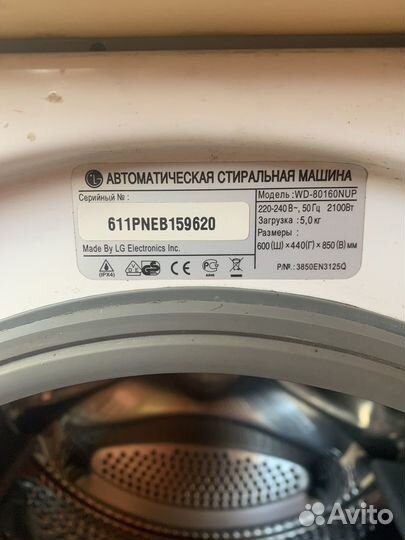 LG АВТОМАТИЧЕСКАЯ СТИРАЛЬНАЯ МАШИНА
Серийный №:
Модель :WD-80160NUP
220-240 В~, 50 Гц 2100Вт
Загрузка : 5,0 кг
611PNEB159620
Размеры :
600 (Ш) ×440(Г) ×850 (В) мм
Made By LG Electronics Inc.
P/№. : 3850EN3125Q
(IPX4)
Avito